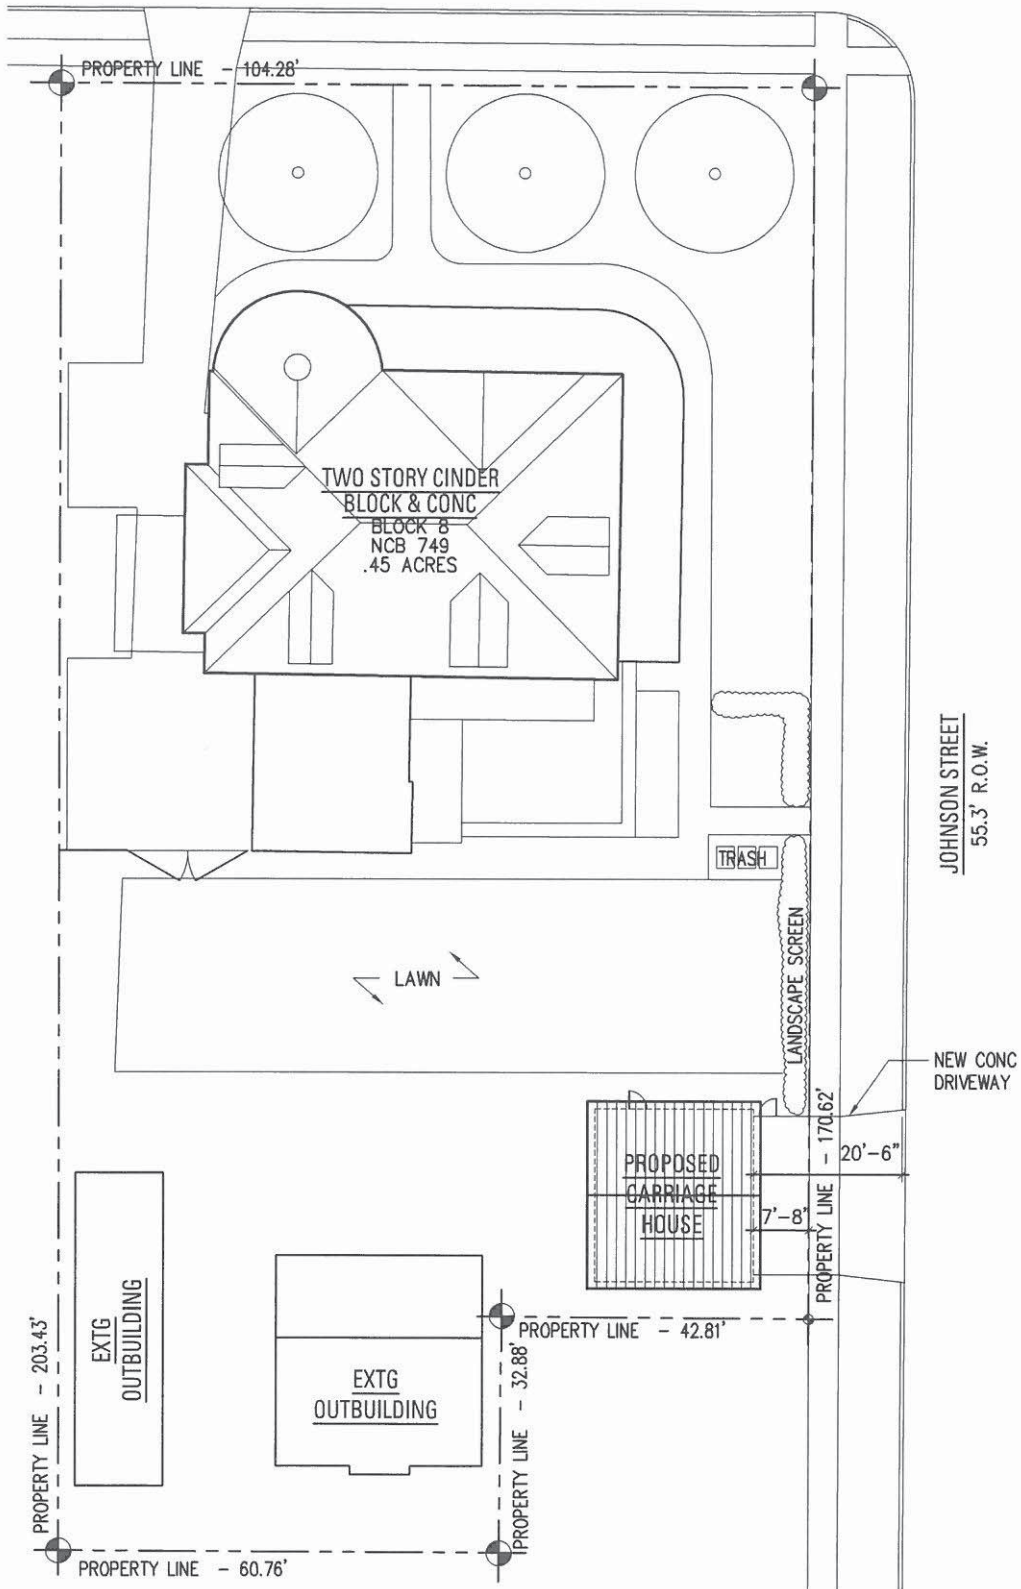 PROPERTY LINE - 104.28'
TWO STORY CINDER
BLOCK & CONC
BLOCK 8
NCB 749
.45 ACRES
JOHNSON STREET
55.3' R.O.W.
TRASH
LANDSCAPE SCREEN
LAWN
NEW CONC
DRIVEWAY
PROPERTY LINE - 170.62'
20'-6"
PROPOSED
CARRIAGE
HOUSE
7'-8"
EXTG
OUTBUILDING
PROPERTY LINE - 203.43'
EXTG
OUTBUILDING
PROPERTY LINE - 42.81'
PROPERTY LINE - 32.88'
PROPERTY LINE - 60.76'